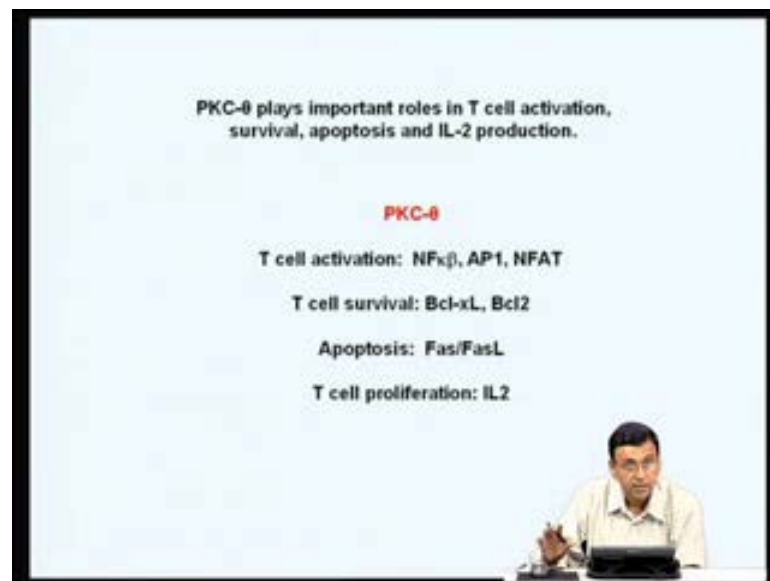 PKC-θ plays important roles in T cell activation,
survival, apoptosis and IL-2 production.
PKC-θ
T cell activation: NFκβ, AP1, NFAT
T cell survival: Bcl-xL, Bcl2
Apoptosis: Fas/FasL
T cell proliferation: IL2